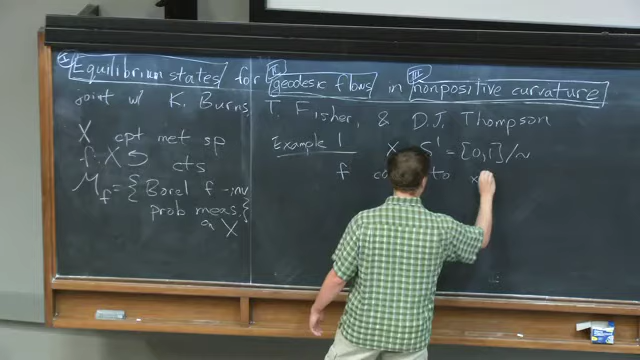 I Equilibrium states for II geodesic flows in III nonpositive curvature
joint w/ K. Burns, T. Fisher, & D.J. Thompson
X cpt met sp
f: X ↺ cts
M_f = { Borel f-inv
prob meas. }
on X
Example 1 X S¹ = [0,1]/~
f to x